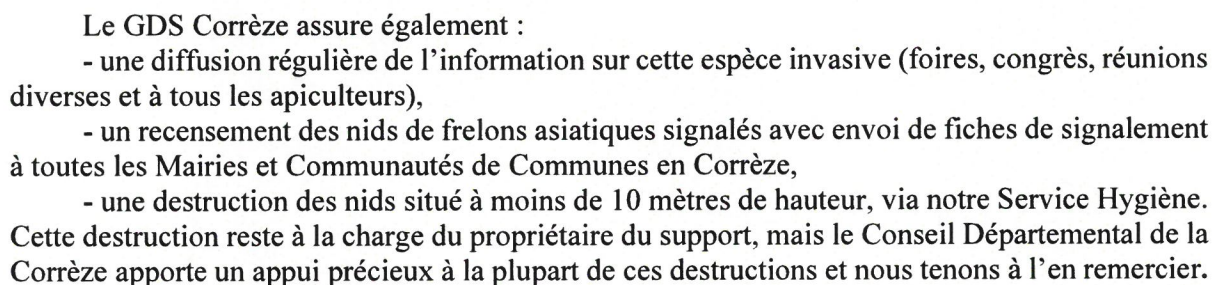 Le GDS Corrèze assure également :
- une diffusion régulière de l'information sur cette espèce invasive (foires, congrès, réunions
diverses et à tous les apiculteurs),
- un recensement des nids de frelons asiatiques signalés avec envoi de fiches de signalement
à toutes les Mairies et Communautés de Communes en Corrèze,
- une destruction des nids situé à moins de 10 mètres de hauteur, via notre Service Hygiène.
Cette destruction reste à la charge du propriétaire du support, mais le Conseil Départemental de la
Corrèze apporte un appui précieux à la plupart de ces destructions et nous tenons à l'en remercier.